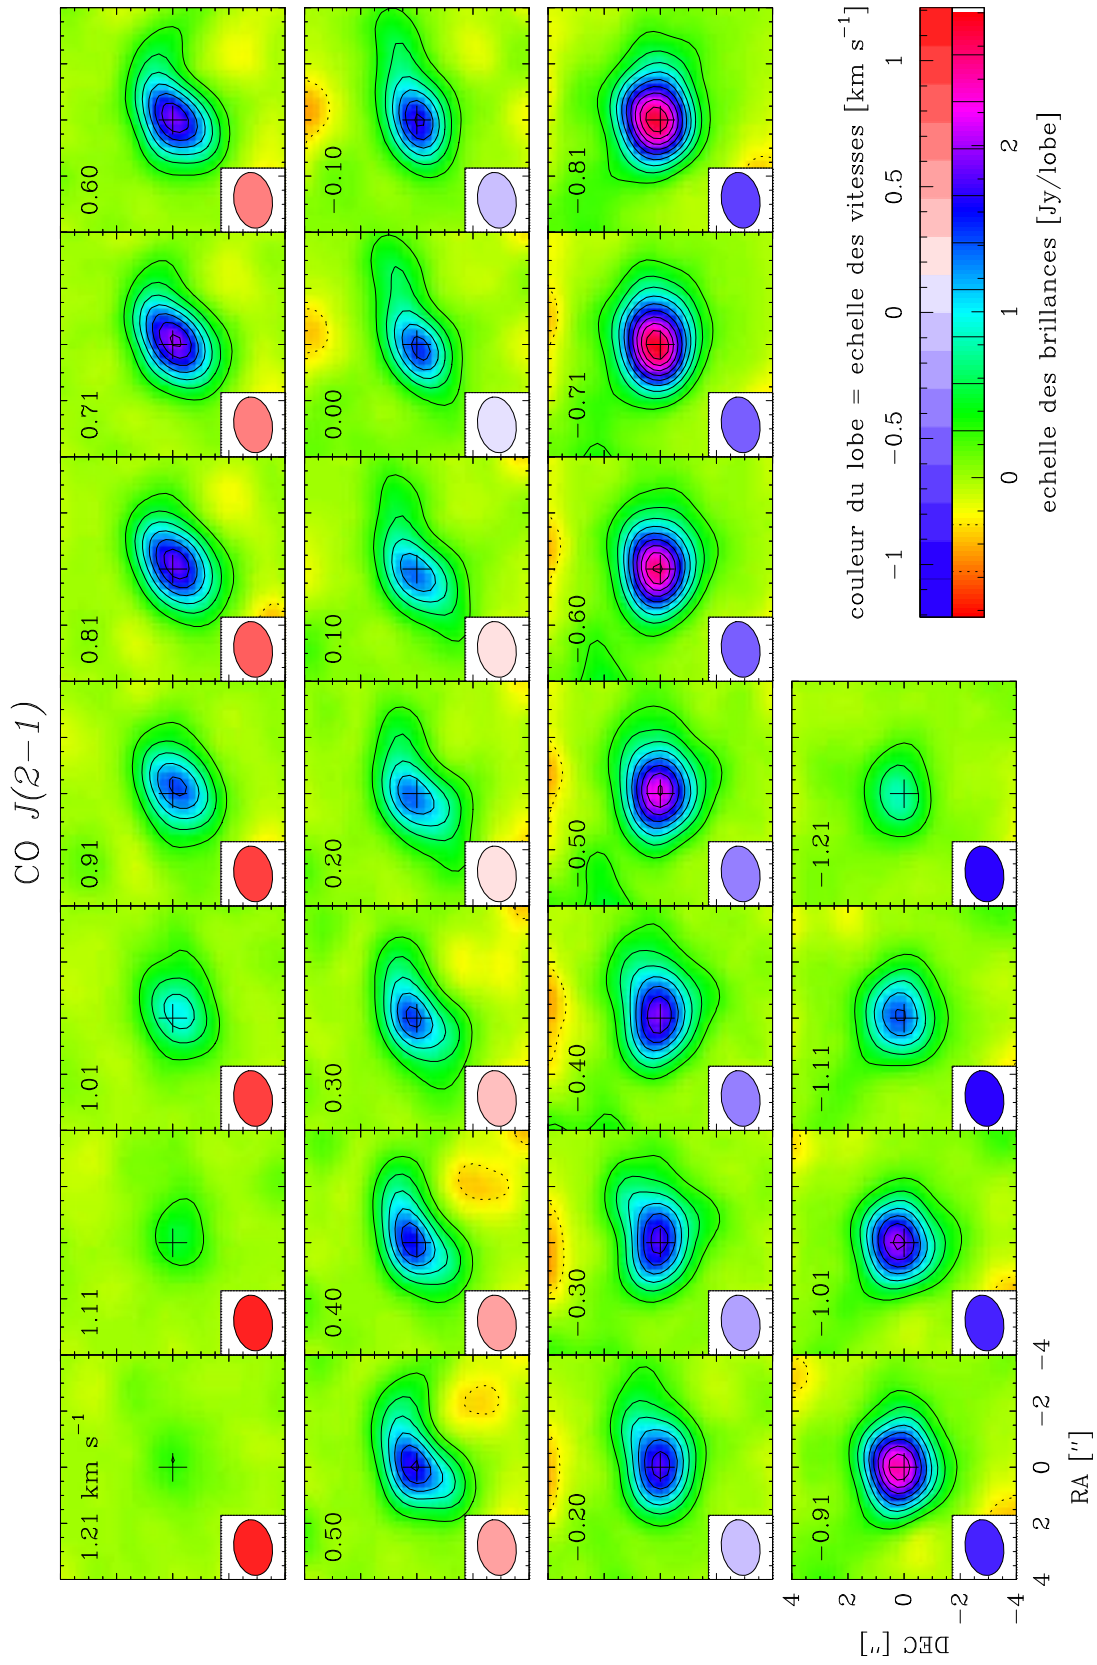 CO J(2−1)
1.21 km s⁻¹ 1.11 1.01 0.91 0.81 0.71 0.60
0.50 0.40 0.30 0.20 0.10 0.00 −0.10
−0.20 −0.30 −0.40 −0.50 −0.60 −0.71 −0.81
−0.91 −1.01 −1.11 −1.21
4
2
0
−2
−4
DEC ["]
4 2 0 −2 −4
RA ["]
couleur du lobe = echelle des vitesses [km s⁻¹]
−1 −0.5 0 0.5 1
0 1 2
echelle des brillances [Jy/lobe]